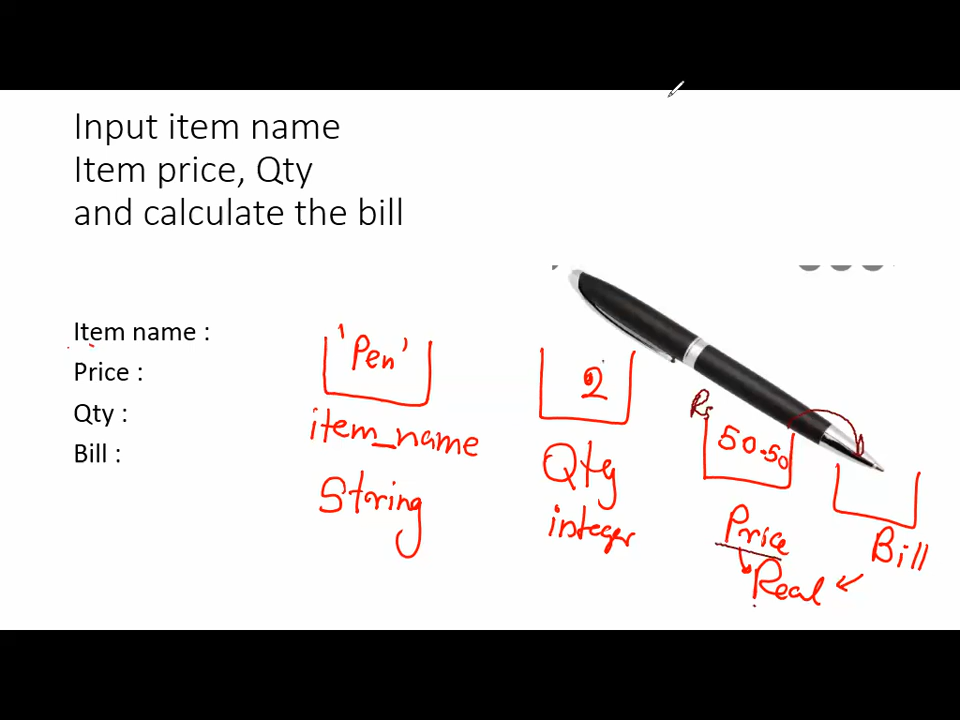 Input item name
Item price, Qty
and calculate the bill
Item name :
Price :
Qty :
Bill :
'Pen'
item_name
String
2
Qty
integer
Rs
50.50
Price
Real
Bill